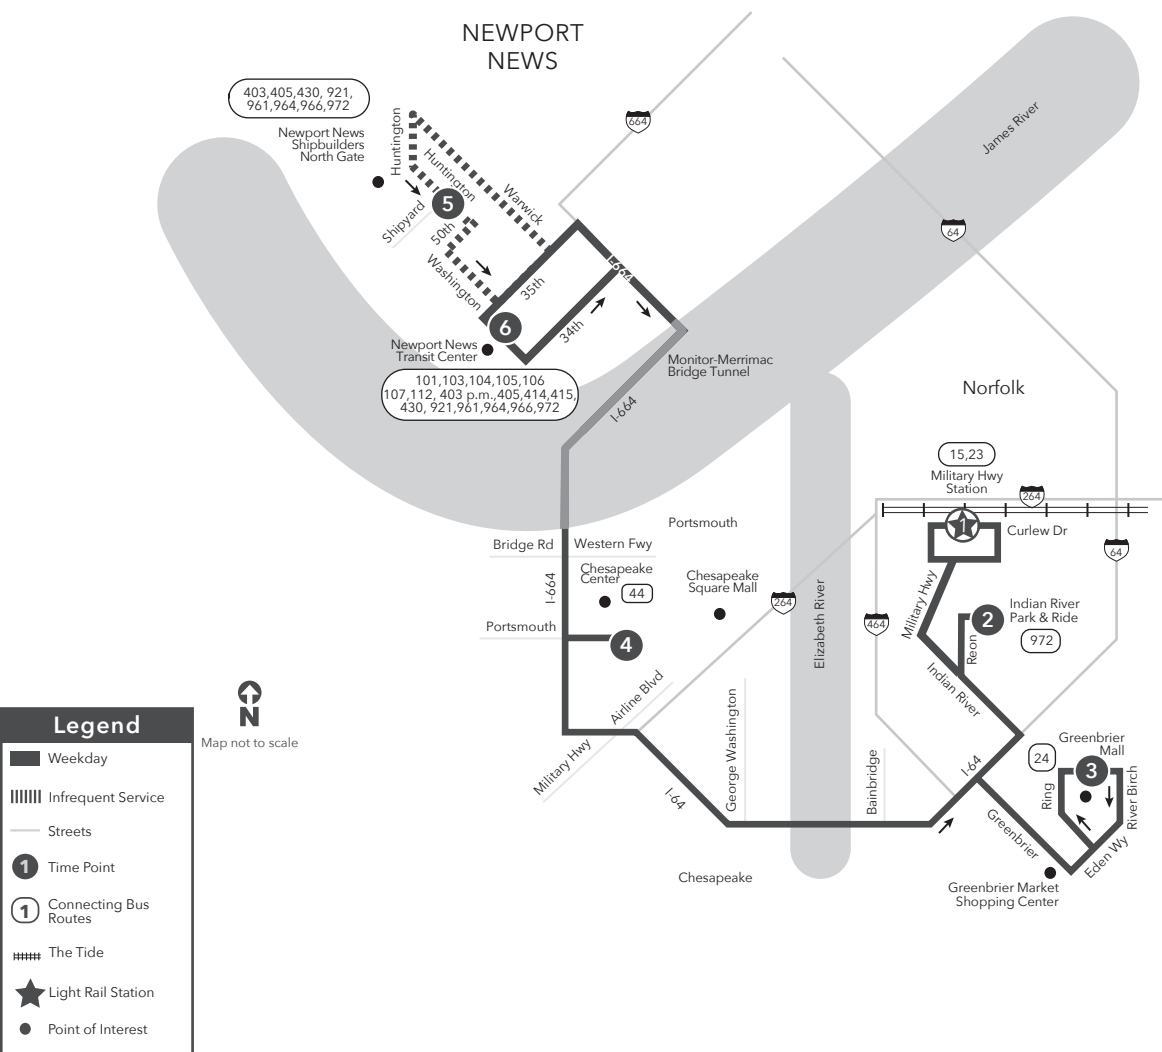 NEWPORT
NEWS
403,405,430, 921,
961,964,966,972
Newport News
Shipbuilders
North Gate
Huntington
Huntington
Warwick
664
James River
64
5
Shipyard
50th
Washington
35th
I-664
6
34th
Newport News
Transit Center
101,103,104,105,106
107,112, 403 p.m.,405,414,415,
430, 921,961,964,966,972
Monitor-Merrimac
Bridge Tunnel
I-664
Norfolk
15,23
Military Hwy
Station
264
1
Curlew Dr
Portsmouth
Bridge Rd
Western Fwy
64
Chesapeake
Center
44
Chesapeake
Square Mall
I-664
264
Elizabeth River
464
Military Hwy
2
Indian River
Park & Ride
972
Reon
Portsmouth
4
Indian River
Airline Blvd
Military Hwy
George Washington
I-64
Bainbridge
I-64
24
Greenbrier
Mall
3
Ring
River Birch
Greenbrier
Eden Wy
Greenbrier Market
Shopping Center
Chesapeake
N
Map not to scale
Legend
Weekday
Infrequent Service
Streets
1
Time Point
1
Connecting Bus
Routes
The Tide
Light Rail Station
Point of Interest